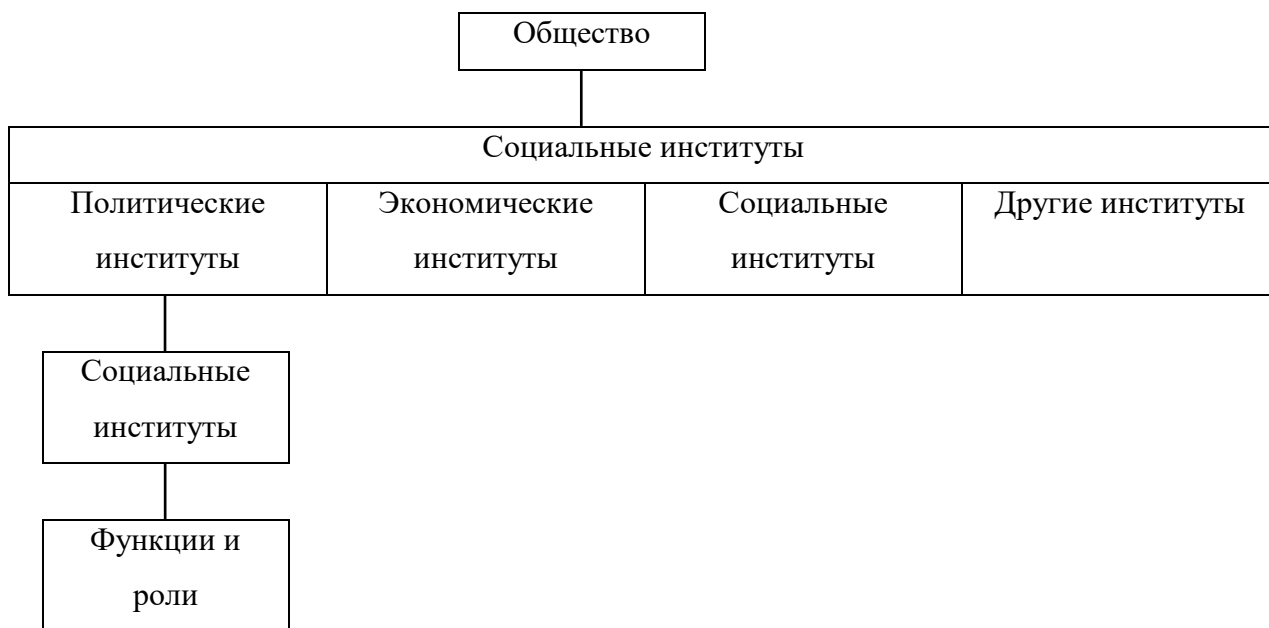 Общество
Социальные институты
Политические
институты
Экономические
институты
Социальные
институты
Другие институты
Социальные
институты
Функции и
роли